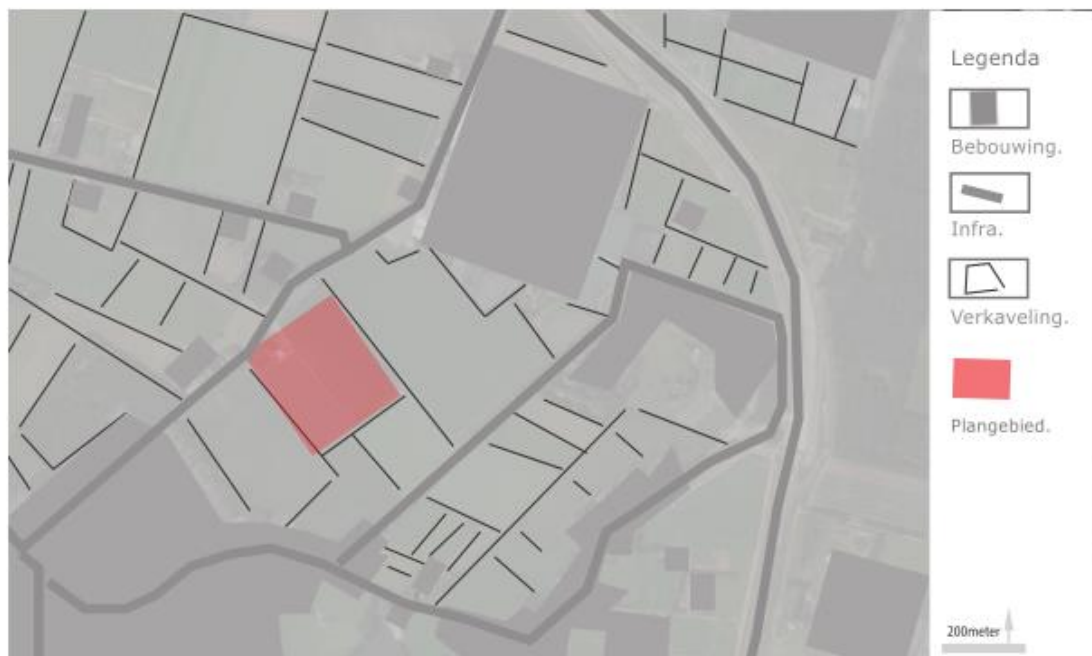 Legenda
Bebouwing.
Infra.
Verkaveling.
Plangebied.
200meter